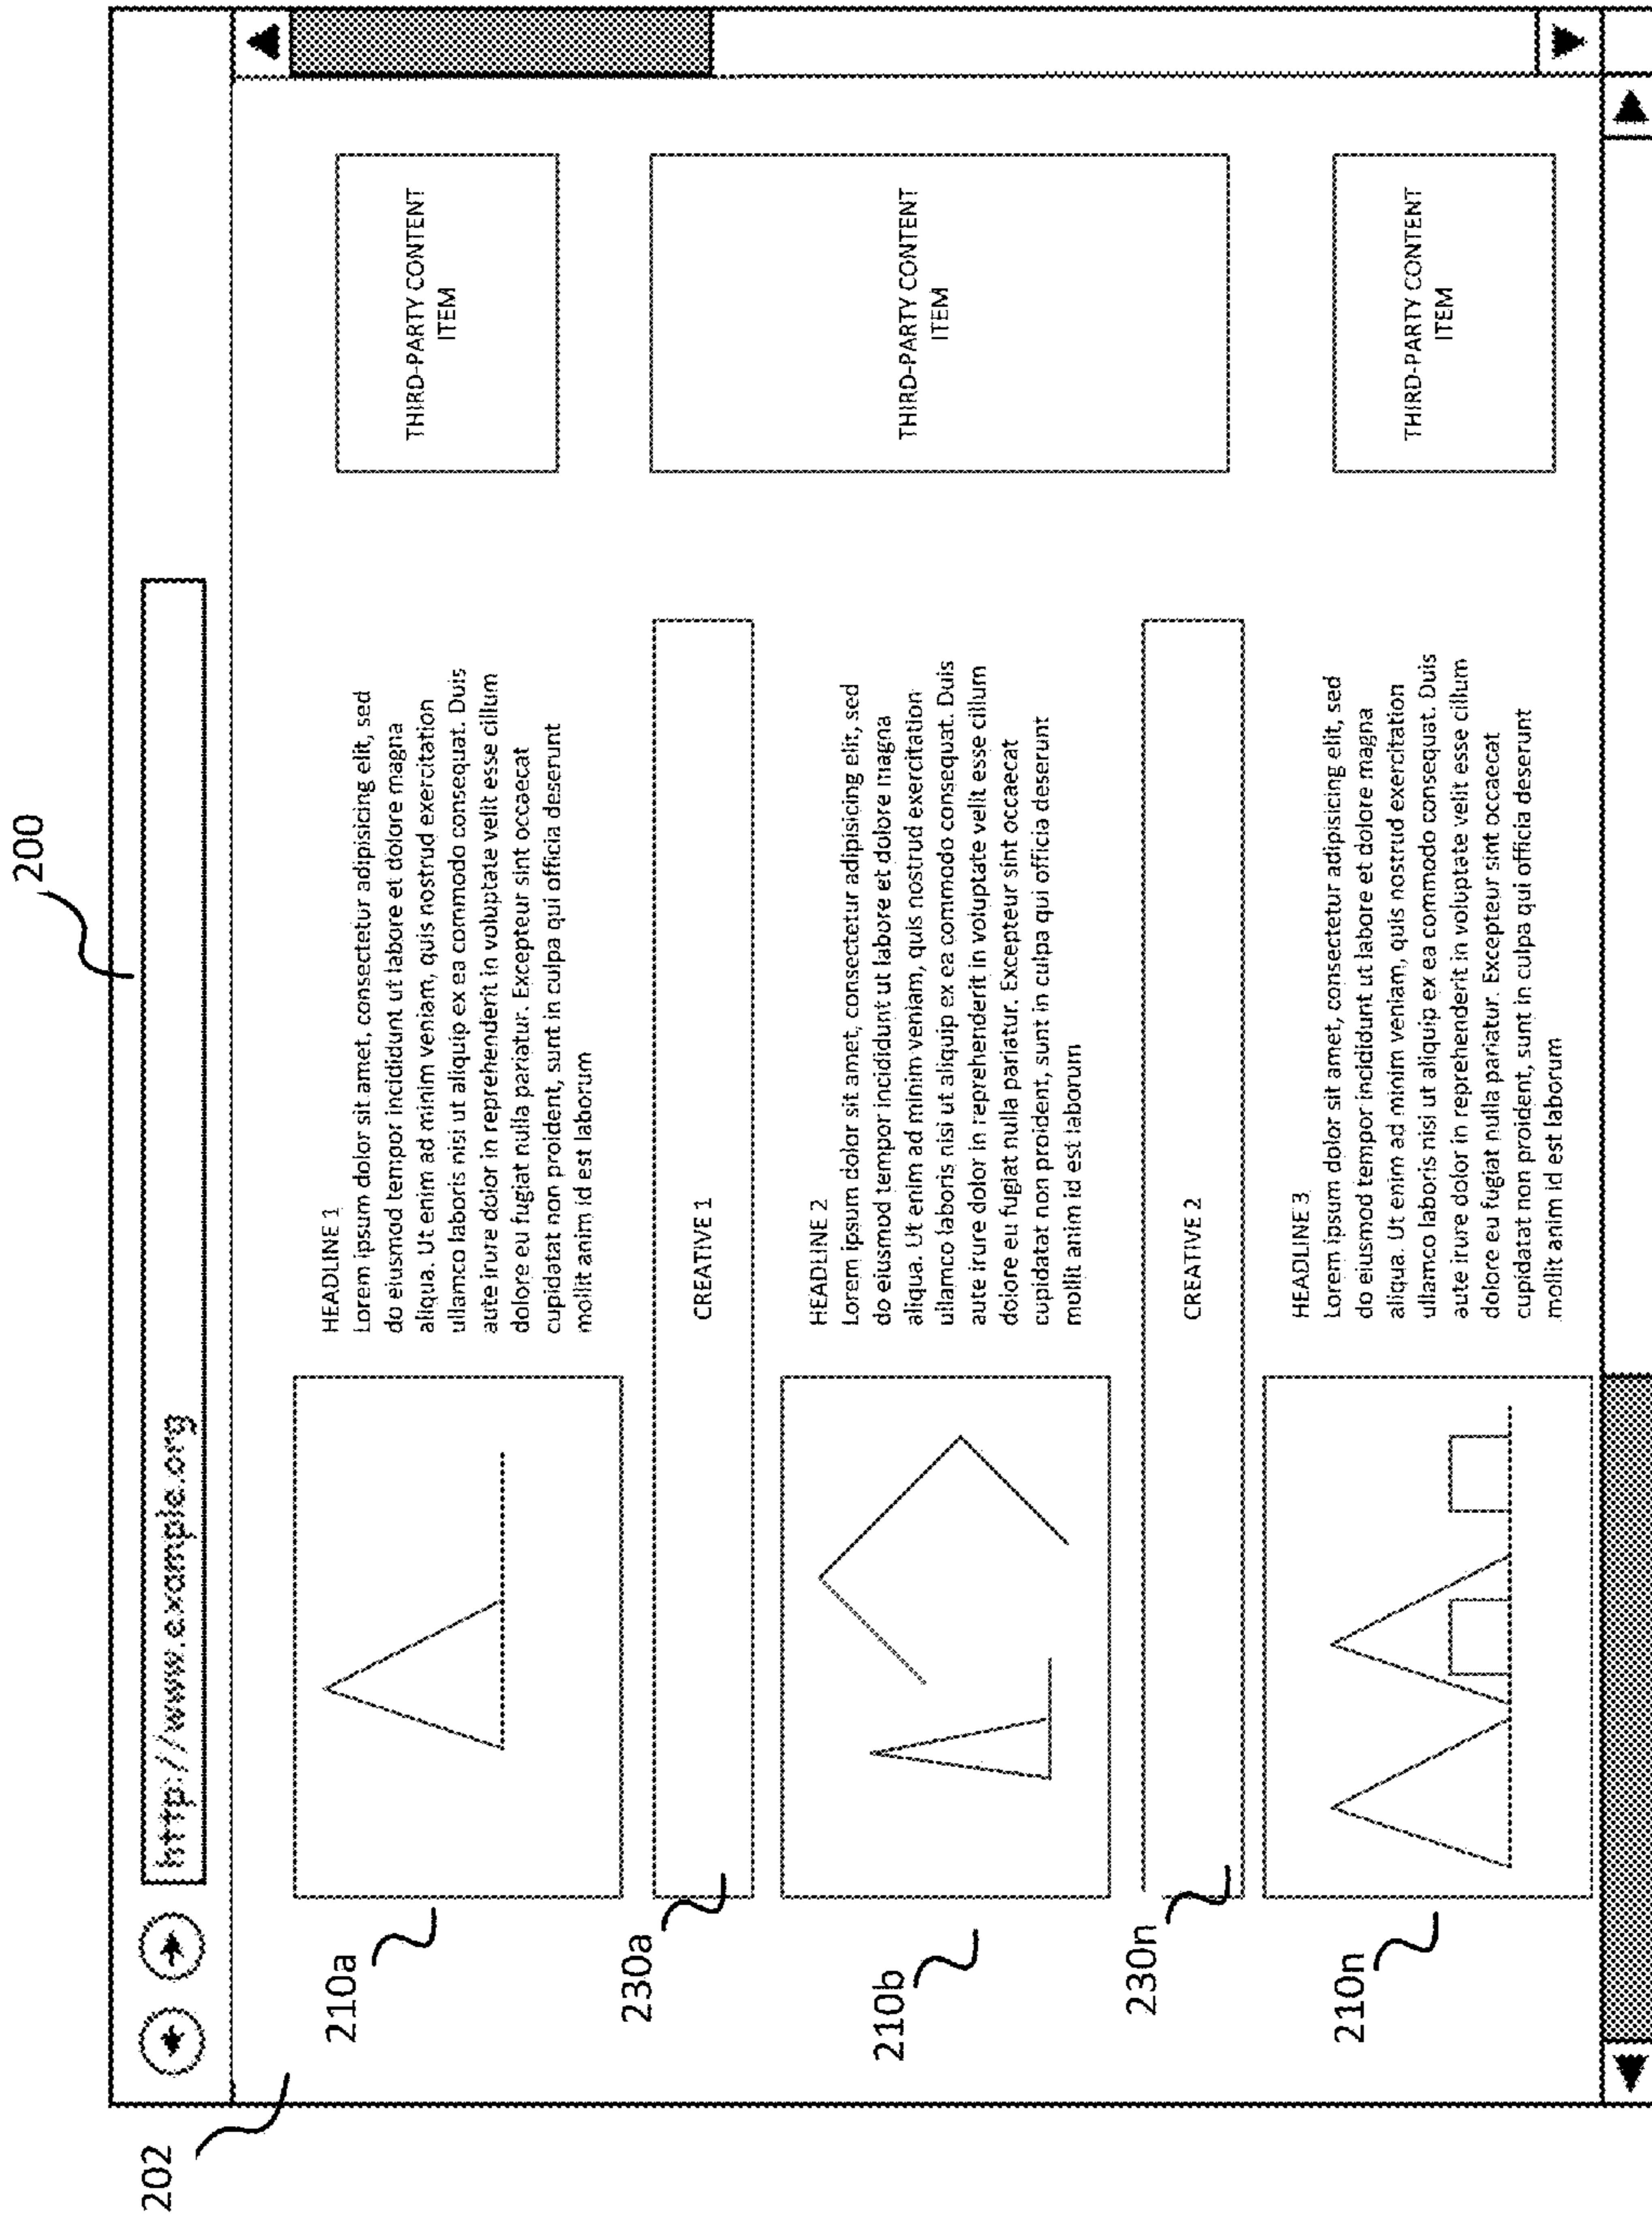 200
202
http://www.example.org
210a
HEADLINE 1
Lorem ipsum dolor sit amet, consectetur adipisicing elit, sed
do eiusmod tempor incididunt ut labore et dolore magna
aliqua. Ut enim ad minim veniam, quis nostrud exercitation
ullamco laboris nisi ut aliquip ex ea commodo consequat. Duis
aute irure dolor in reprehenderit in voluptate velit esse cillum
dolore eu fugiat nulla pariatur. Excepteur sint occaecat
cupidatat non proident, sunt in culpa qui officia deserunt
mollit anim id est laborum
THIRD-PARTY CONTENT
ITEM
230a
CREATIVE 1
210b
HEADLINE 2
Lorem ipsum dolor sit amet, consectetur adipisicing elit, sed
do eiusmod tempor incididunt ut labore et dolore magna
aliqua. Ut enim ad minim veniam, quis nostrud exercitation
ullamco laboris nisi ut aliquip ex ea commodo consequat. Duis
aute irure dolor in reprehenderit in voluptate velit esse cillum
dolore eu fugiat nulla pariatur. Excepteur sint occaecat
cupidatat non proident, sunt in culpa qui officia deserunt
mollit anim id est laborum
THIRD-PARTY CONTENT
ITEM
230n
CREATIVE 2
210n
HEADLINE 3
Lorem ipsum dolor sit amet, consectetur adipisicing elit, sed
do eiusmod tempor incididunt ut labore et dolore magna
aliqua. Ut enim ad minim veniam, quis nostrud exercitation
ullamco laboris nisi ut aliquip ex ea commodo consequat. Duis
aute irure dolor in reprehenderit in voluptate velit esse cillum
dolore eu fugiat nulla pariatur. Excepteur sint occaecat
cupidatat non proident, sunt in culpa qui officia deserunt
mollit anim id est laborum
THIRD-PARTY CONTENT
ITEM